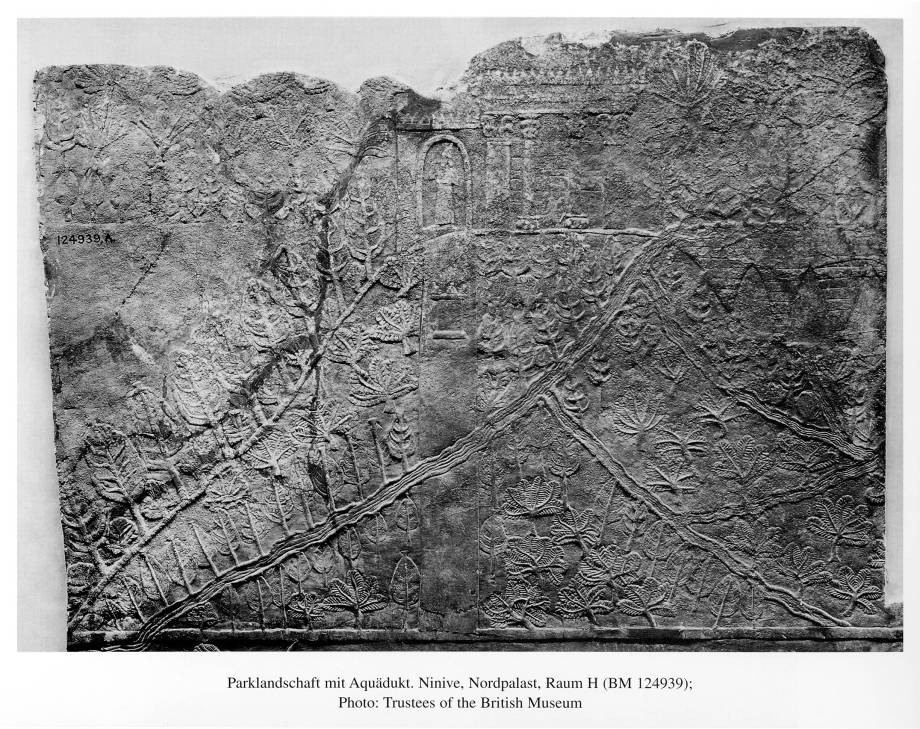 124939,A.
Parklandschaft mit Aquädukt. Ninive, Nordpalast, Raum H (BM 124939);
Photo: Trustees of the British Museum